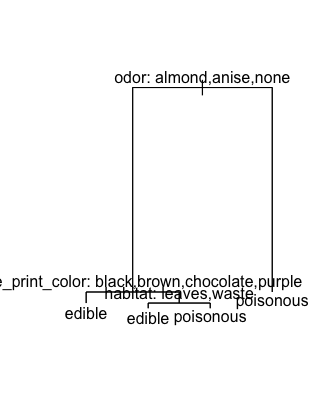 odor: almond,anise,none
e_print_color: black,brown,chocolate,purple
habitat: leaves,waste
poisonous
edible
edible
poisonous